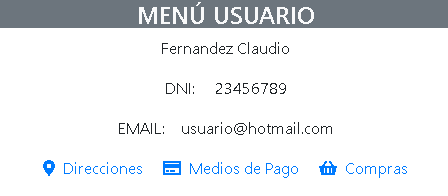 MENÚ USUARIO
Fernandez Claudio
DNI: 23456789
EMAIL: usuario@hotmail.com
Direcciones Medios de Pago Compras